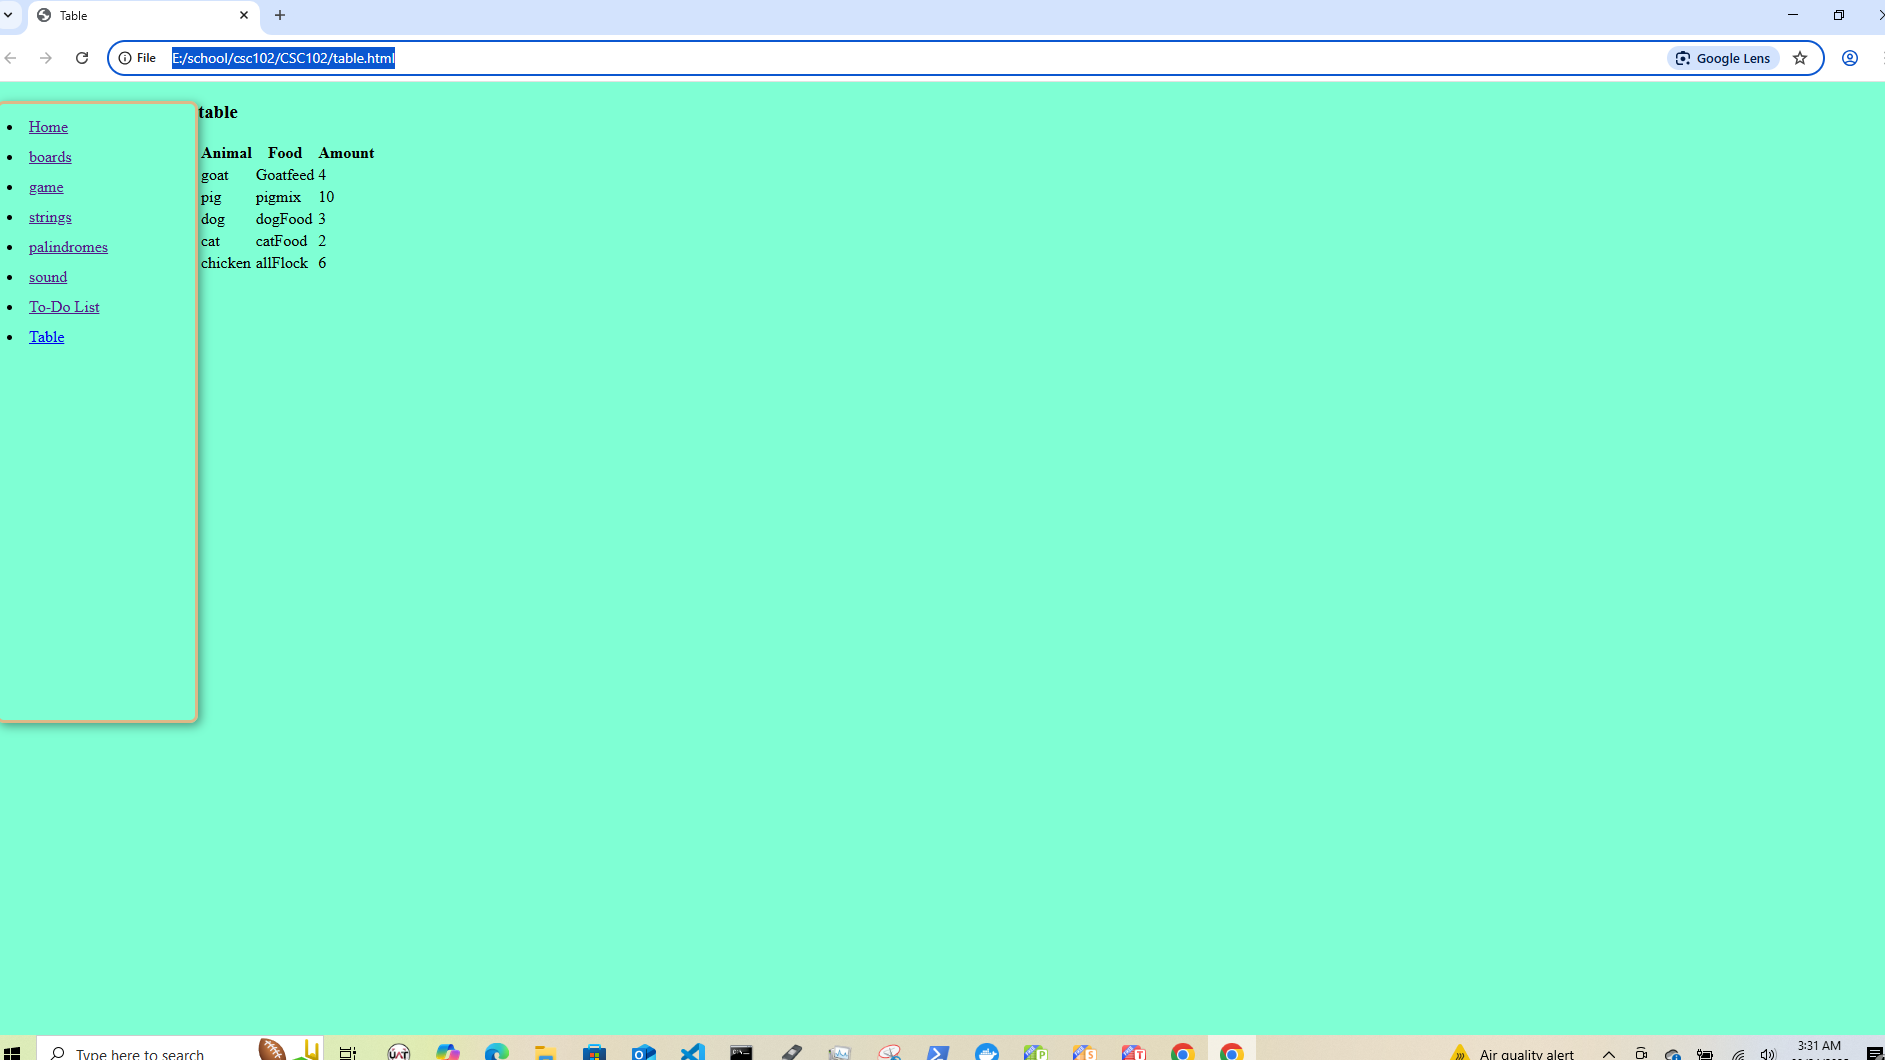 Table
File
E:/school/csc102/CSC102/table.html
Google Lens
Home
boards
game
strings
palindromes
sound
To-Do List
Table
table
Animal Food Amount
goat Goatfeed 4
pig pigmix 10
dog dogFood 3
cat catFood 2
chicken allFlock 6
Type here to search
UAT
Air quality alert
3:31 AM